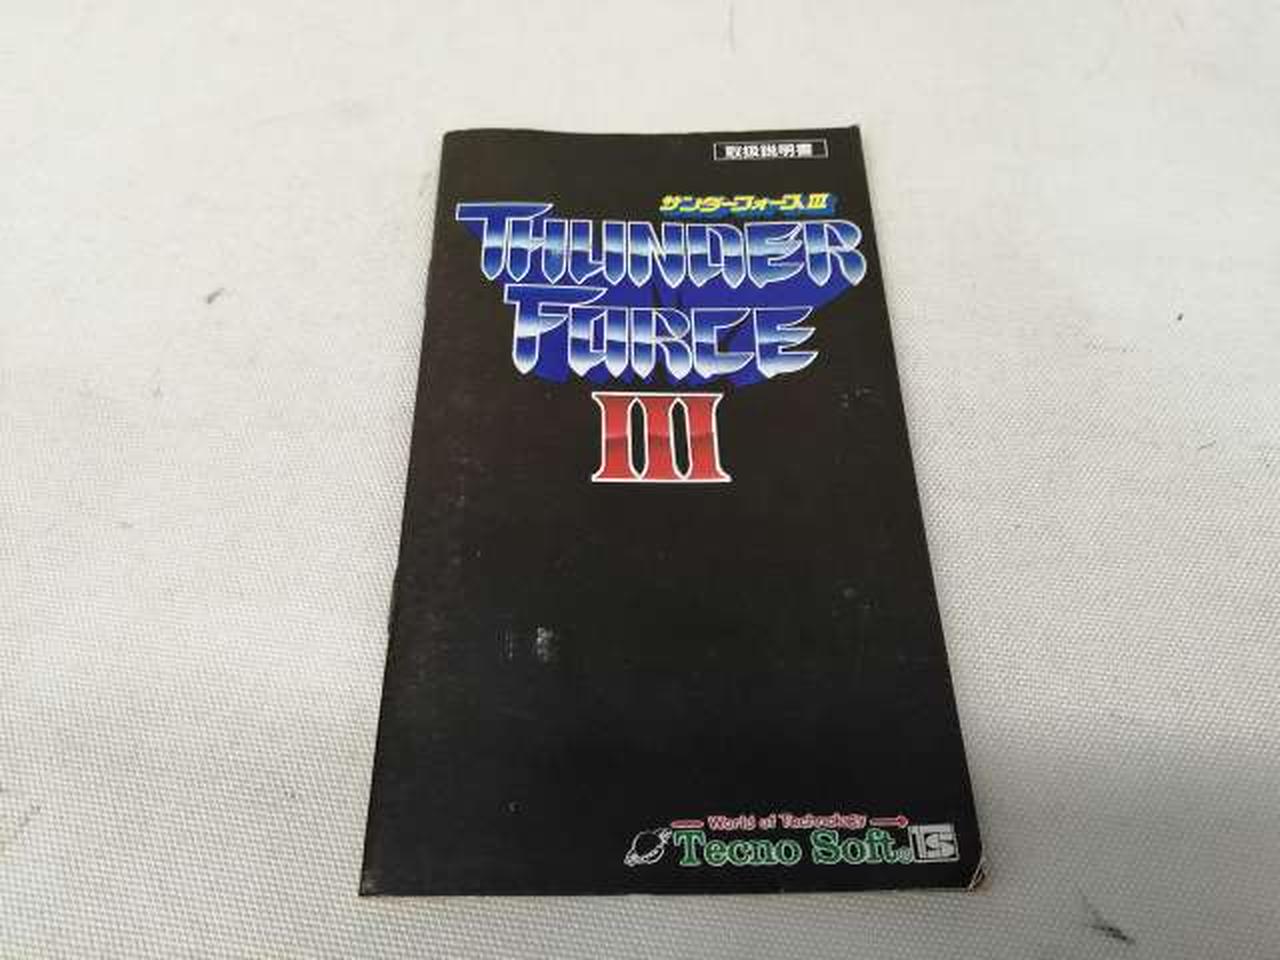 取扱説明書
サンダーフォースⅢ
THUNDER
FORCE
III
World of Technology
Tecno Soft